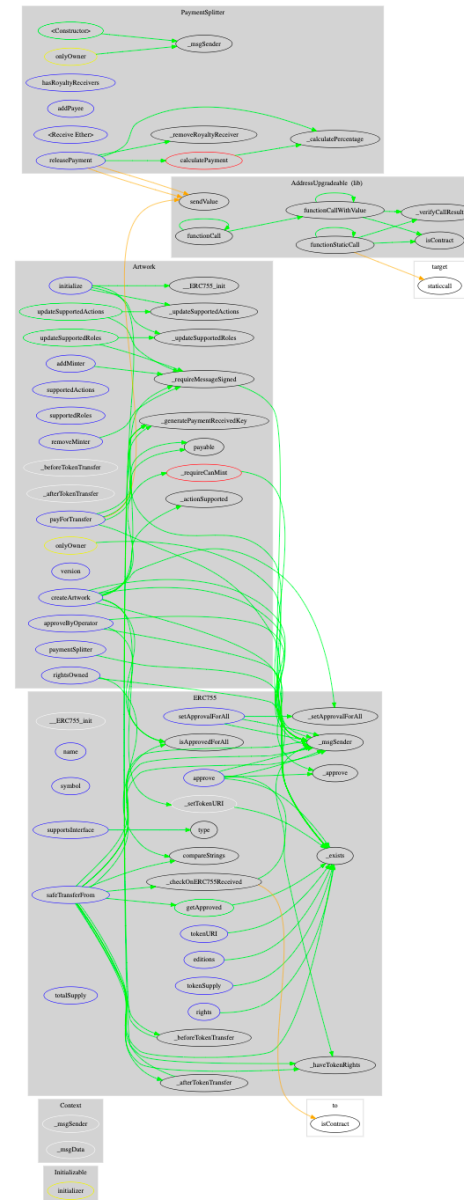 PaymentSplitter
<Constructor>
_msgSender
onlyOwner
hasRoyaltyReceivers
addPayee
<Receive Ether>
_removeRoyaltyReceiver
_calculatePercentage
releasePayment
calculatePayment
AddressUpgradeable (lib)
sendValue
functionCallWithValue
_verifyCallResult
functionCall
functionStaticCall
isContract
target
staticcall
Artwork
initialize
__ERC755_init
updateSupportedActions
_updateSupportedActions
updateSupportedRoles
_updateSupportedRoles
addMinter
_requireMessageSigned
supportedActions
supportedRoles
_generatePaymentReceivedKey
removeMinter
payable
_beforeTokenTransfer
_requireCanMint
_afterTokenTransfer
_actionSupported
payForTransfer
onlyOwner
version
createArtwork
approveByOperator
paymentSplitter
rightsOwned
ERC755
__ERC755_init
setApprovalForAll
_setApprovalForAll
name
isApprovedForAll
_msgSender
symbol
approve
_approve
_setTokenURI
supportsInterface
type
compareStrings
_exists
_checkOnERC755Received
safeTransferFrom
getApproved
tokenURI
editions
tokenSupply
totalSupply
rights
_beforeTokenTransfer
_haveTokenRights
_afterTokenTransfer
Context
_msgSender
_msgData
to
isContract
Initializable
initializer